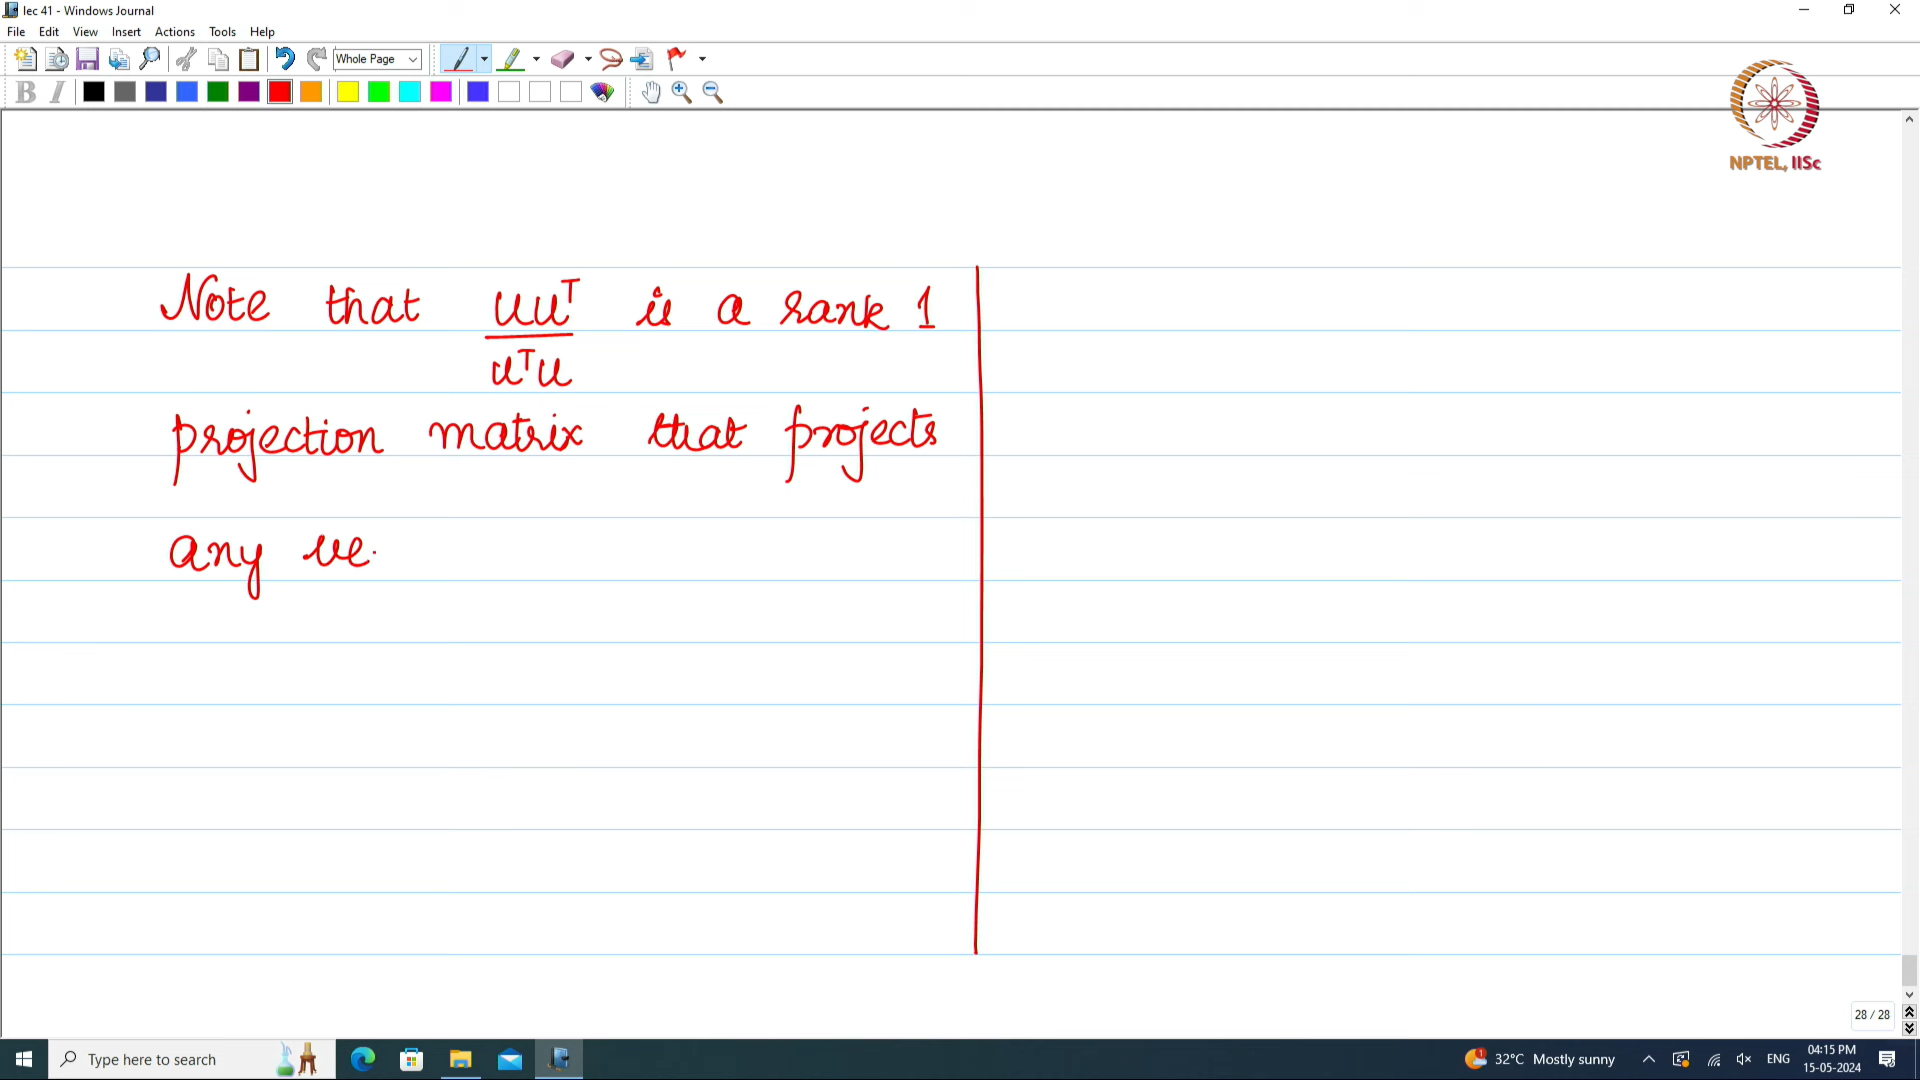 lec 41 - Windows Journal
File Edit View Insert Actions Tools Help
Whole Page
B I
NPTEL, IISc
Note that uuᵀ is a rank 1
uᵀu
projection matrix that projects
any ve
28 / 28
Type here to search
32°C Mostly sunny
ENG
04:15 PM
15-05-2024